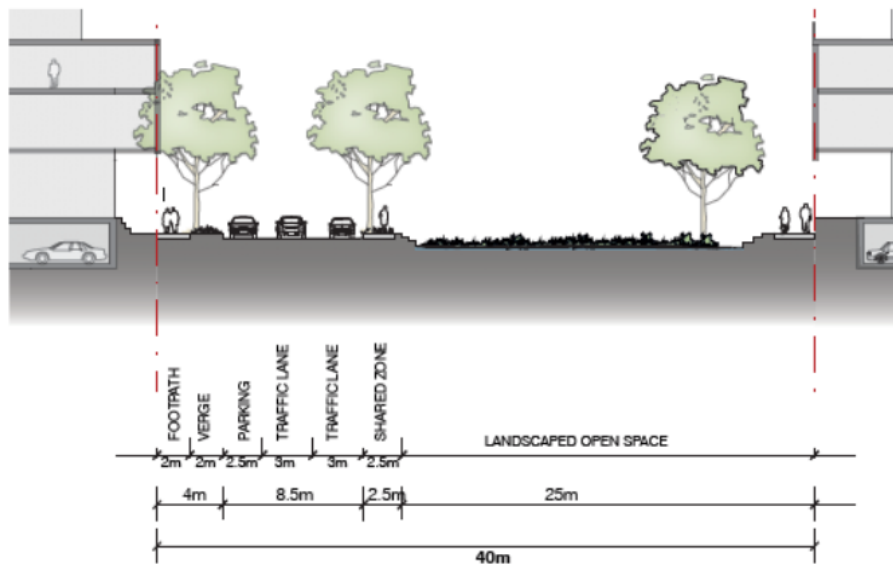 FOOTPATH
VERGE
PARKING
TRAFFIC LANE
TRAFFIC LANE
SHARED ZONE
LANDSCAPED OPEN SPACE
2m 2m 2.5m 3m 3m 2.5m
4m 8.5m 2.5m 25m
40m